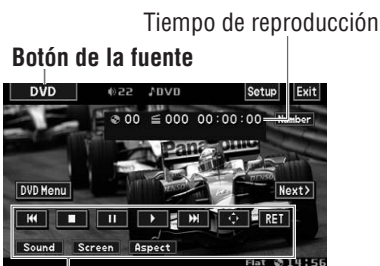 Tiempo de reproducción
Botón de la fuente
DVD 22 DVD Setup Exit
00 000 00:00:00 Number
Panasonic
DVD Menu Next>
RET
Sound Screen Aspect
Flat 14:56